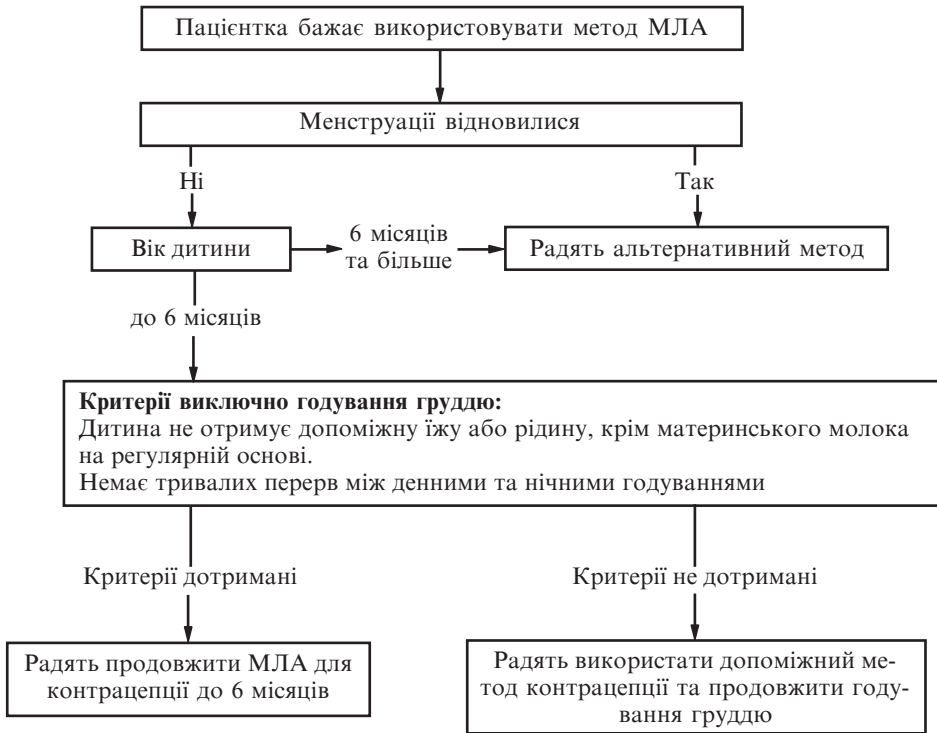 Пацієнтка бажає використовувати метод МЛА
Менструації відновилися
Ні
Так
Вік дитини
6 місяців
та більше
Радять альтернативний метод
до 6 місяців
Критерії виключно годування груддю:
Дитина не отримує допоміжну їжу або рідину, крім материнського молока
на регулярній основі.
Немає тривалих перерв між денними та нічними годуваннями
Критерії дотримані
Критерії не дотримані
Радять продовжити МЛА для
контрацепції до 6 місяців
Радять використати допоміжний ме-
тод контрацепції та продовжити году-
вання груддю